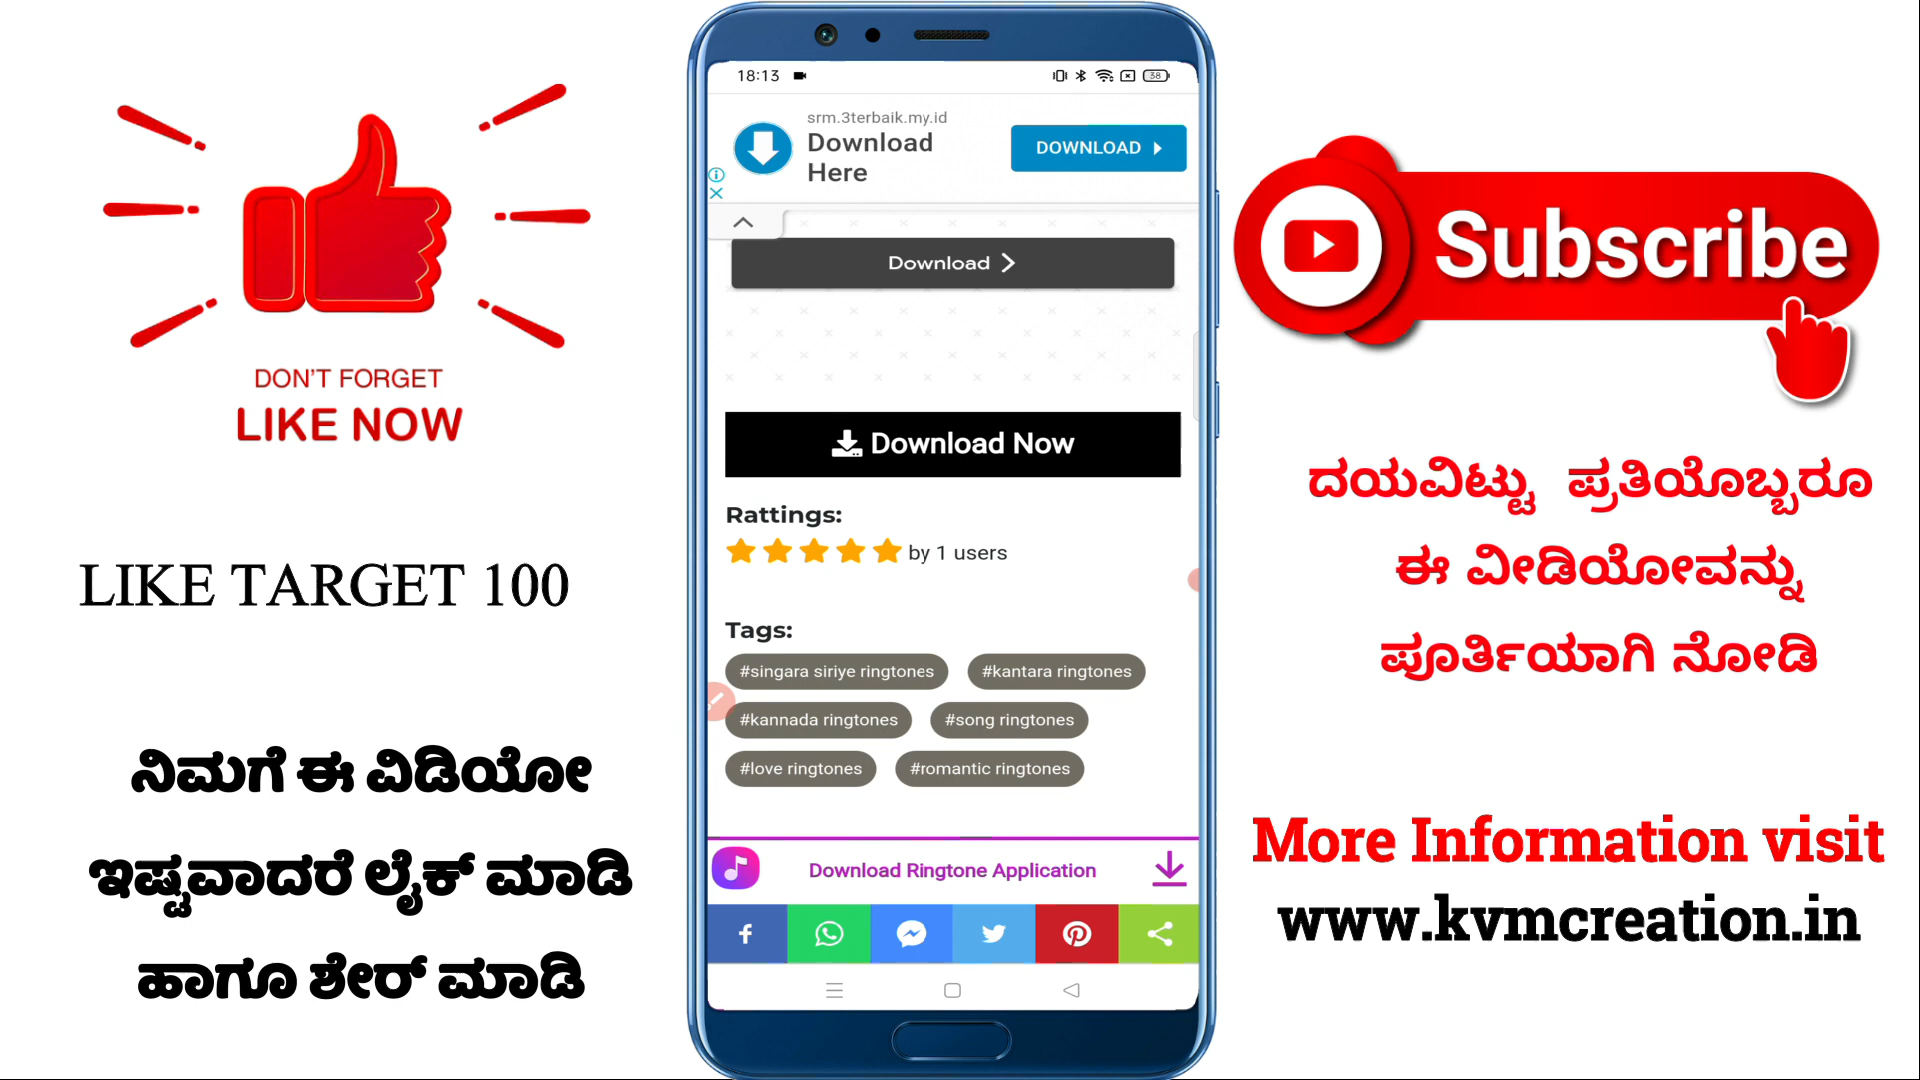 DON'T FORGET
LIKE NOW
LIKE TARGET 100
ನಿಮಗೆ ಈ ವಿಡಿಯೋ
ಇಷ್ಟವಾದರೆ ಲೈಕ್ ಮಾಡಿ
ಹಾಗೂ ಶೇರ್ ಮಾಡಿ
18:13
38
srm.3terbaik.my.id
Download
Here
DOWNLOAD
Download
Download Now
Rattings:
by 1 users
Tags:
#singara siriye ringtones #kantara ringtones
#kannada ringtones #song ringtones
#love ringtones #romantic ringtones
Download Ringtone Application
Subscribe
ದಯವಿಟ್ಟು ಪ್ರತಿಯೊಬ್ಬರೂ
ಈ ವೀಡಿಯೋವನ್ನು
ಪೂರ್ತಿಯಾಗಿ ನೋಡಿ
More Information visit
www.kvmcreation.in